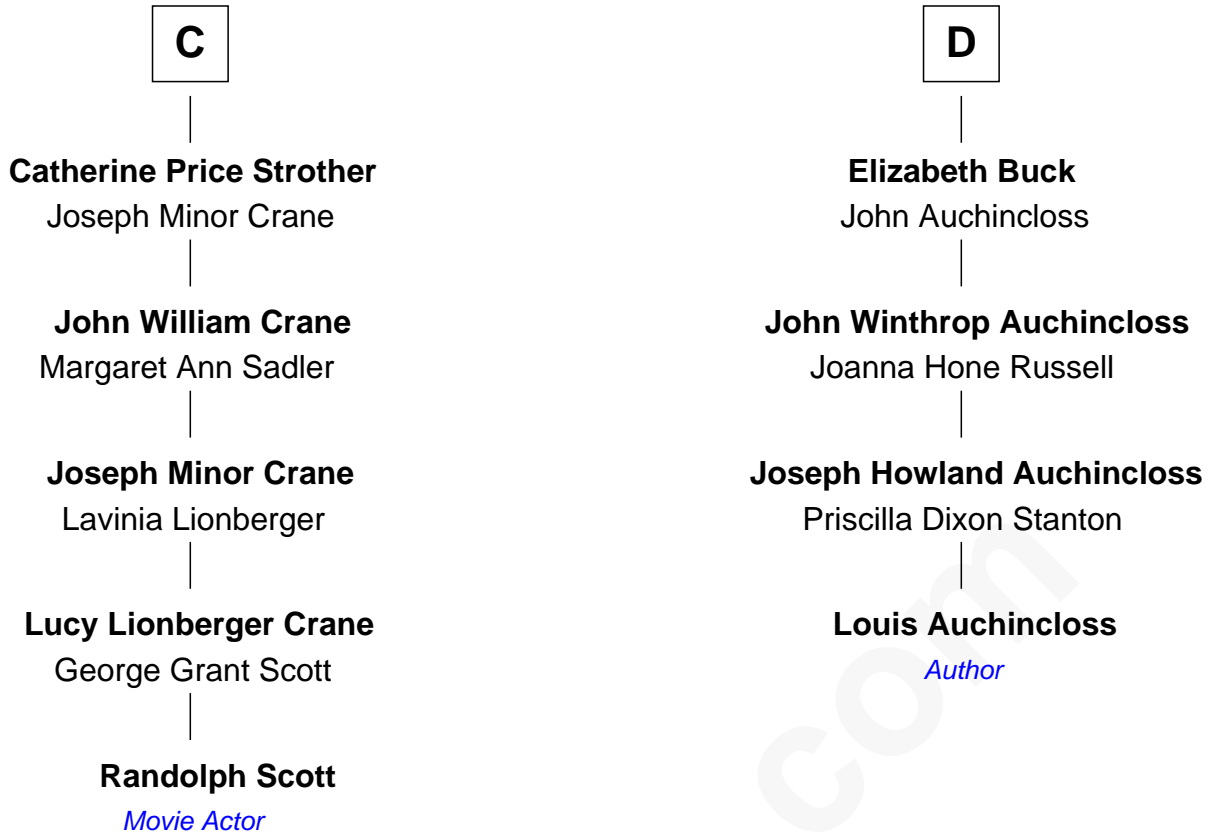 C
Catherine Price Strother
Joseph Minor Crane
John William Crane
Margaret Ann Sadler
Joseph Minor Crane
Lavinia Lionberger
Lucy Lionberger Crane
George Grant Scott
Randolph Scott
Movie Actor
D
Elizabeth Buck
John Auchincloss
John Winthrop Auchincloss
Joanna Hone Russell
Joseph Howland Auchincloss
Priscilla Dixon Stanton
Louis Auchincloss
Author
com